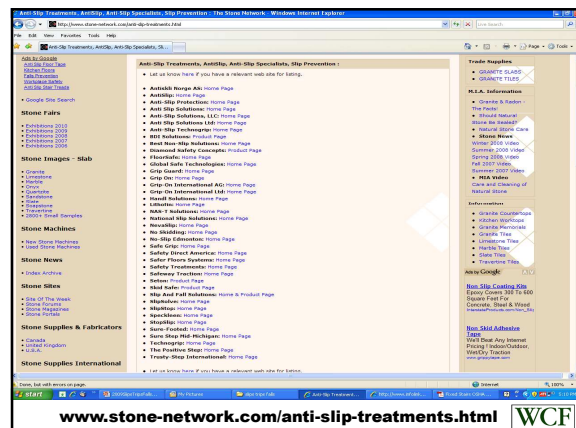 Anti-Slip Treatments, AntiSlip, Anti-Slip Specialists, Slip Prevention : The Stone Network - Windows Internet Explorer
http://www.stone-network.com/anti-slip-treatments.html
Live Search
File Edit View Favorites Tools Help
Anti-Slip Treatments, AntiSlip, Anti-Slip Specialists, Sli...
Page
Tools
Ads by Google
Anti Slip Floor Tape
Kitchen Floors
Falls Prevention
Workplace Safety
Anti Slip Stair Treads
Google Site Search
Stone Fairs
Exhibitions 2010
Exhibitions 2009
Exhibitions 2008
Exhibitions 2007
Exhibitions 2006
Stone Images - Slab
Granite
Limestone
Marble
Onyx
Quartzite
Sandstone
Slate
Soapstone
Travertine
2800+ Small Samples
Stone Machines
New Stone Machines
Used Stone Machines
Stone News
Index Archive
Stone Sites
Site Of The Week
Stone Forums
Stone Magazines
Stone Portals
Stone Supplies & Fabricators
Canada
United Kingdom
U.S.A.
Stone Supplies International
Anti-Slip Treatments, AntiSlip, Anti-Slip Specialists, Slip Prevention :
Let us know here if you have a relevant web site for listing.
Antiskli Norge AS: Home Page
AntiSlip: Home Page
Anti-Slip Protection: Home Page
Anti Slip Solutions: Home Page
Anti-Slip Solutions, LLC: Home Page
Anti-Slip Solutions Ltd: Home Page
Anti-Slip Technogrip: Home Page
BDI Solutions: Product Page
Best Non-Slip Solutions: Home Page
Diamond Safety Concepts: Product Page
FloorSafe: Home Page
Global Safe Technologies: Home Page
Grip Guard: Home Page
Grip On: Home Page
Grip-On International AG: Home Page
Grip-On International Ltd: Home Page
Handi Solutions: Home Page
LiBtilite: Home Page
NAS-T Solutions: Home Page
National Slip Solutions: Home Page
NovaSlip: Home Page
No Skidding: Home Page
No-Slip Edmonton: Home Page
Safe Grip: Home Page
Safety Direct America: Home Page
Safer Floors Systems: Home Page
Safety Treatments: Home Page
Safeway Traction: Home Page
Seton: Product Page
Skid Safe: Product Page
Slip And Fall Solutions: Home & Product Page
SlipSolve: Home Page
SlipStop: Home Page
Speckleen: Home Page
StopSlip: Home Page
Sure-Footed: Home Page
Sure Step Mid-Michigan: Home Page
Technogrip: Home Page
The Positive Step: Home Page
Trusty-Step International: Home Page
Let us know here if you have a relevant web site for listing.
Trade Supplies
GRANITE SLABS
GRANITE TILES
M.I.A. Information
Granite & Radon -
The Facts!
Should Natural
Stone Be Sealed?
Natural Stone Care
Stone News
Winter 2008 Video
Summer 2008 Video
Spring 2008 Video
Fall 2007 Video
Summer 2007 Video
MIA Video
Care and Cleaning of
Natural Stone
Information
Granite Countertops
Kitchen Worktops
Granite Memorials
Granite Tiles
Limestone Tiles
Marble Tiles
Slate Tiles
Travertine Tiles
Ads by Google
Non Slip Coating Kits
Epoxy Covers 300 To 600
Square Feet For
Concrete, Steel & Wood
Non Skid Adhesive
Tape
We'll Beat Any Internet
Pricing ! Indoor/Outdoor,
Wet/Dry Traction
Done, but with errors on page.
Internet
100%
start
My Pictures
slips trips falls
Anti-Slip Treatment...
5:10 PM
www.stone-network.com/anti-slip-treatments.html
WCF